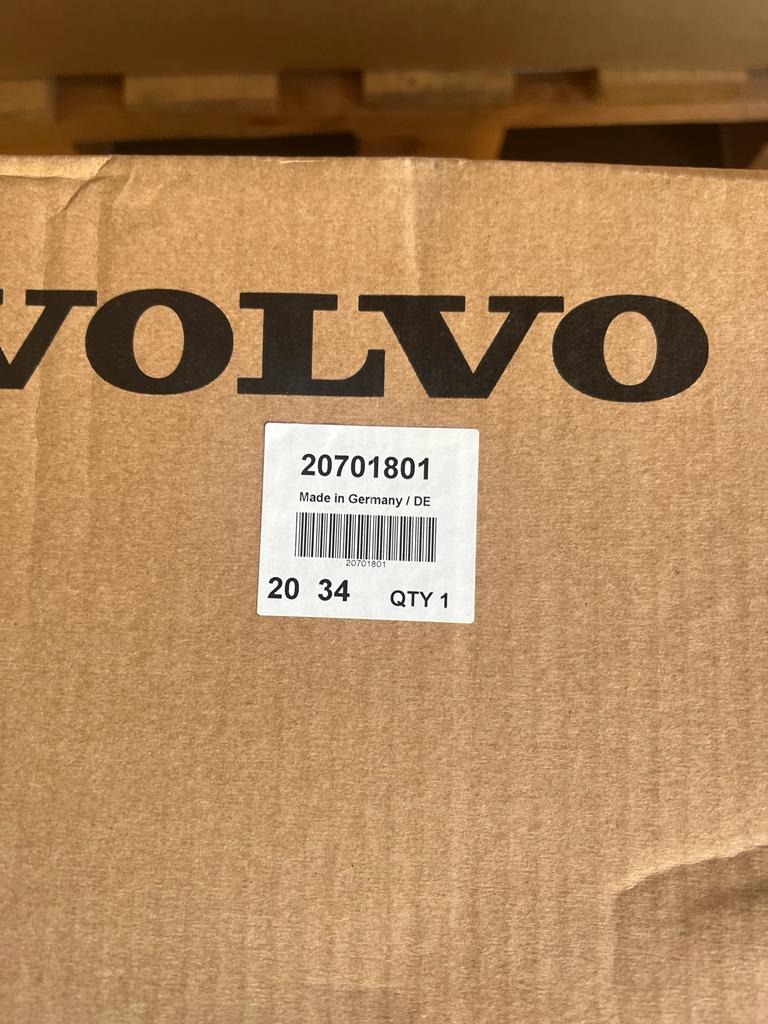 VOLVO
20701801
Made in Germany / DE
20701801
20 34 QTY 1